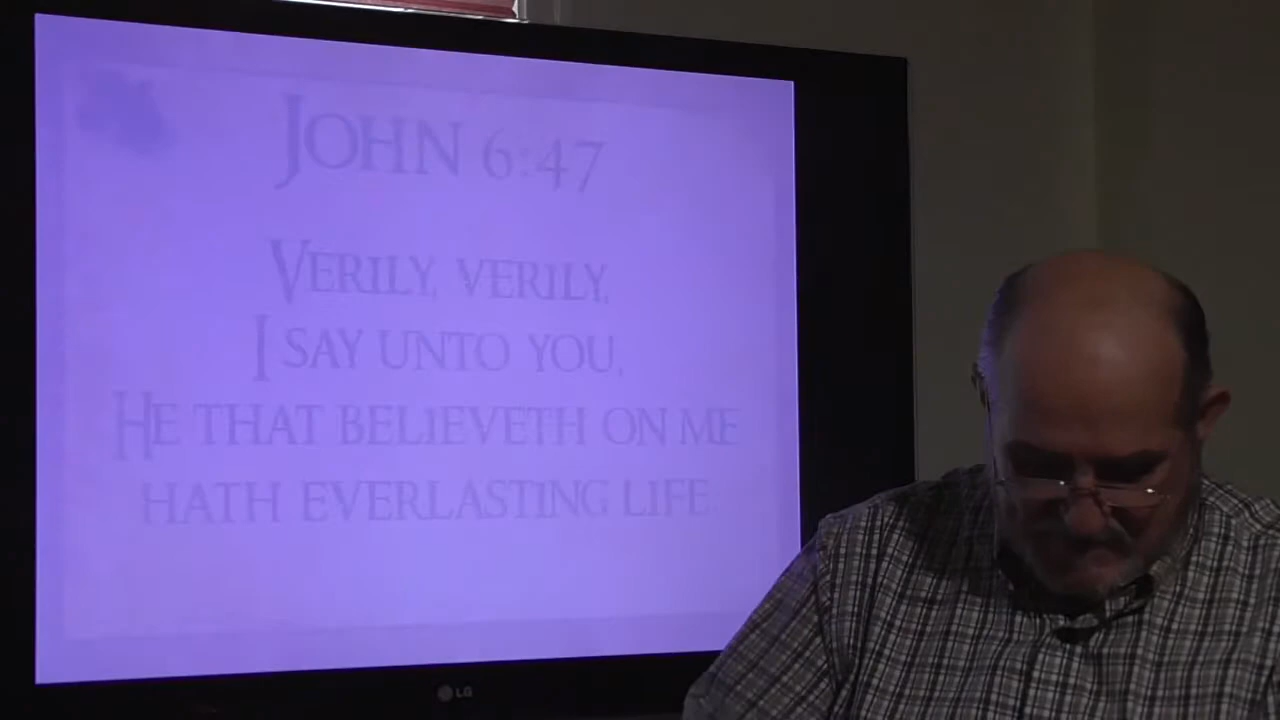 JOHN 6:47
VERILY, VERILY,
I SAY UNTO YOU,
HE THAT BELIEVETH ON ME
HATH EVERLASTING LIFE.
LG